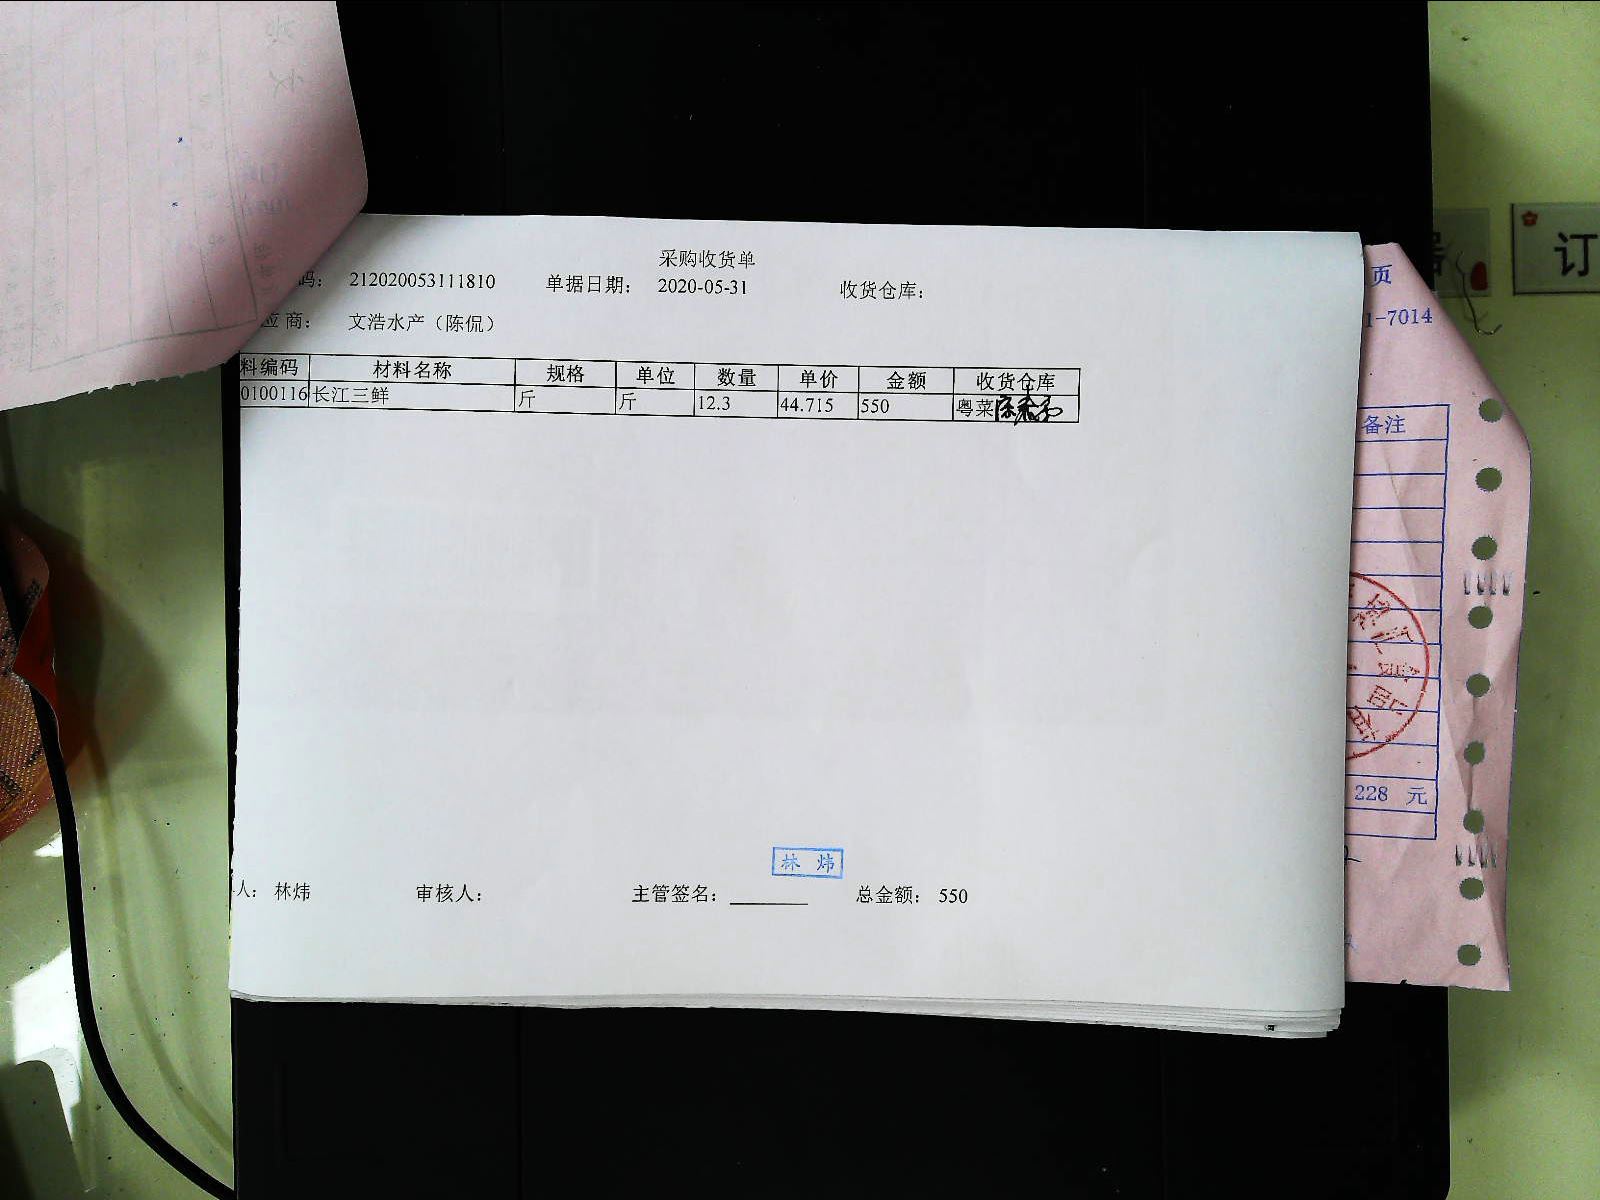 采购收货单
码: 212020053111810 单据日期: 2020-05-31 收货仓库:
应商: 文浩水产（陈侃）
料编码 材料名称 规格 单位 数量 单价 金额 收货仓库
0100116 长江三鲜 斤 斤 12.3 44.715 550 粤菜
林炜
人: 林炜 审核人: 主管签名: 总金额: 550
页
1-7014
备注
228 元
订